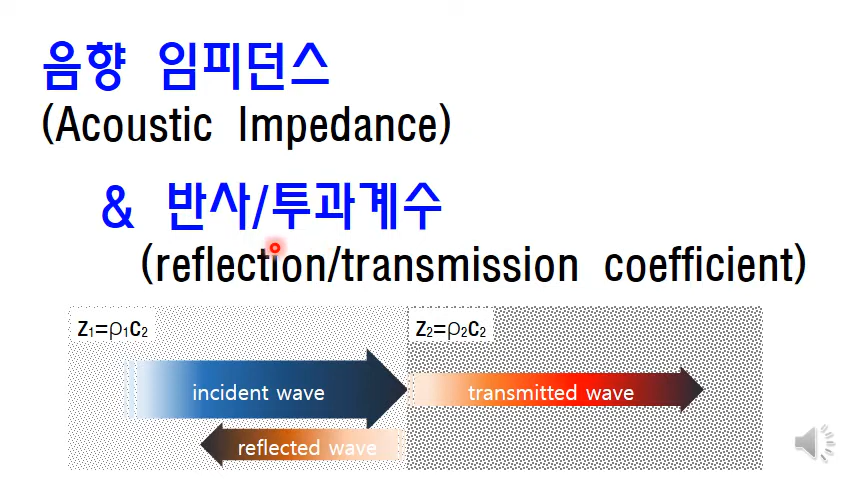 음향 임피던스
(Acoustic Impedance)
& 반사/투과계수
(reflection/transmission coefficient)
z₁=ρ₁c₂
z₂=ρ₂c₂
incident wave
transmitted wave
reflected wave